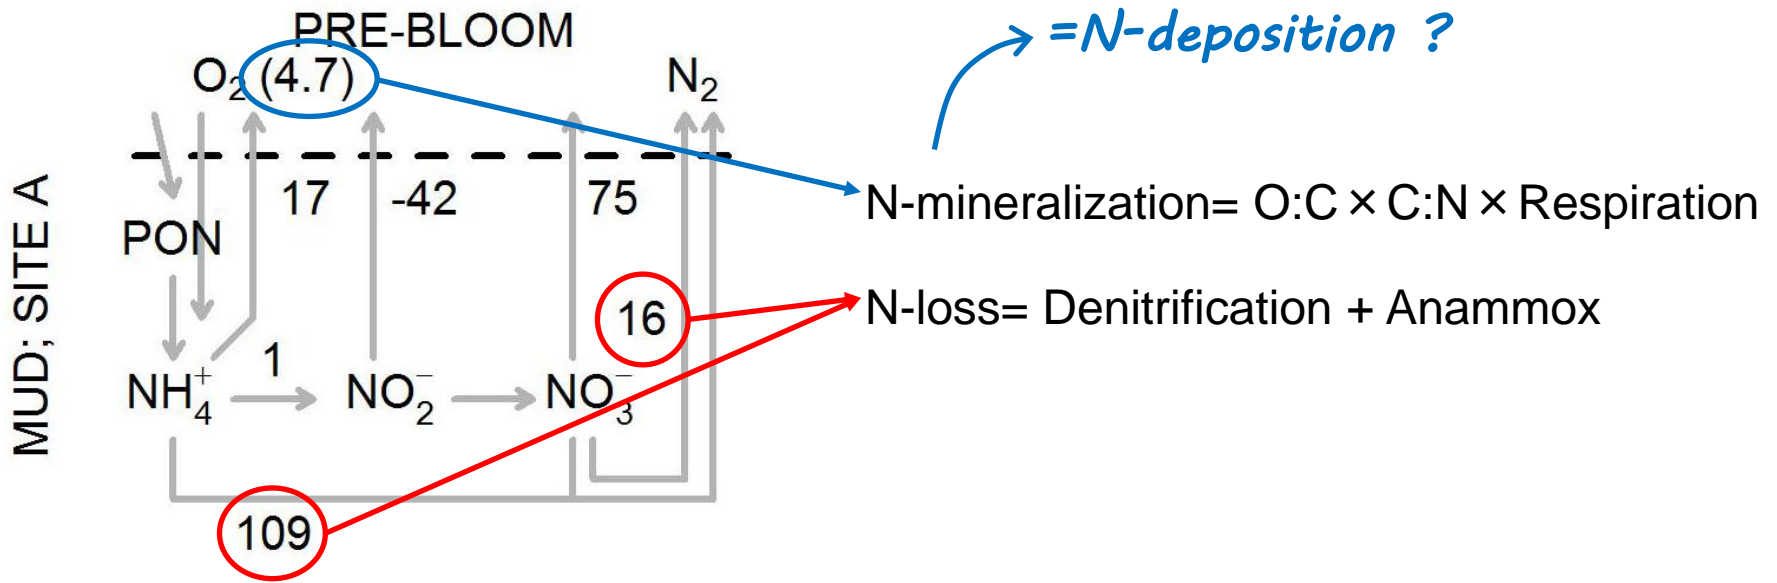 PRE-BLOOM
=N-deposition ?
O₂ (4.7)
N₂
MUD; SITE A
17
-42
75
N-mineralization= O:C × C:N × Respiration
PON
16
N-loss= Denitrification + Anammox
1
NH₄⁺
NO₂⁻
NO₃⁻
109